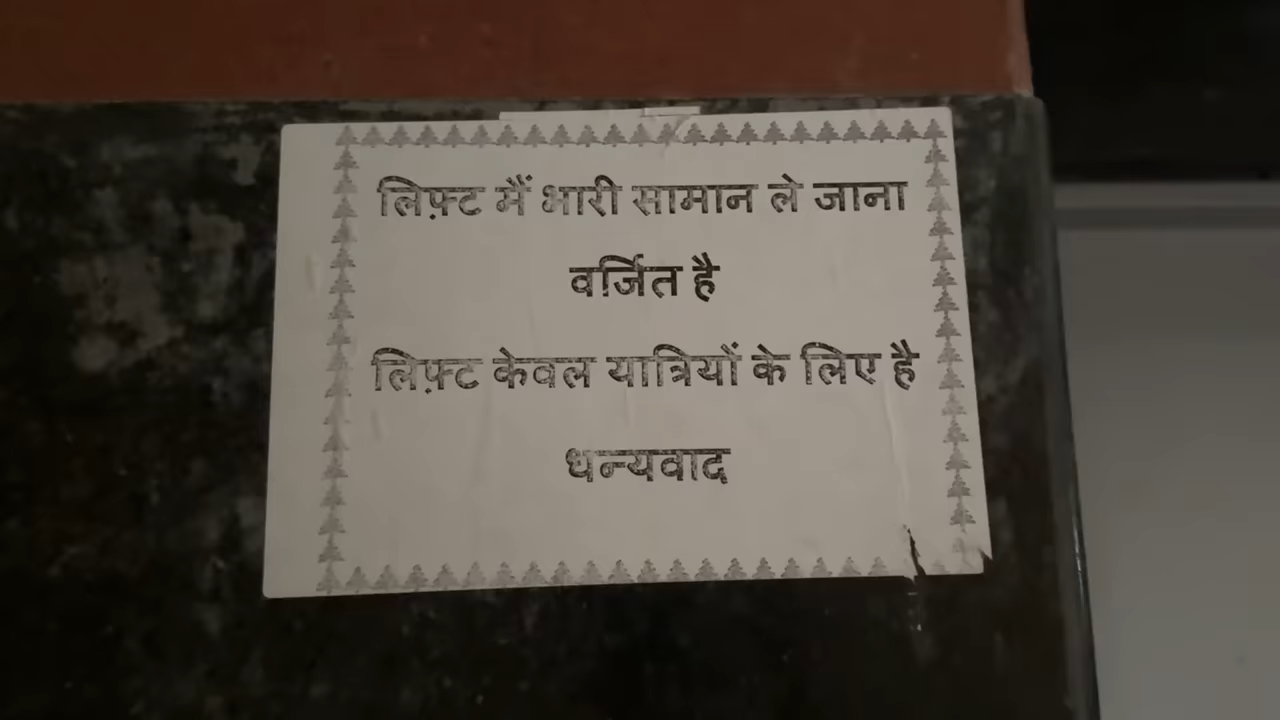 लिफ़्ट मैं भारी सामान ले जाना
वर्जित है
लिफ़्ट केवल यात्रियों के लिए है
धन्यवाद